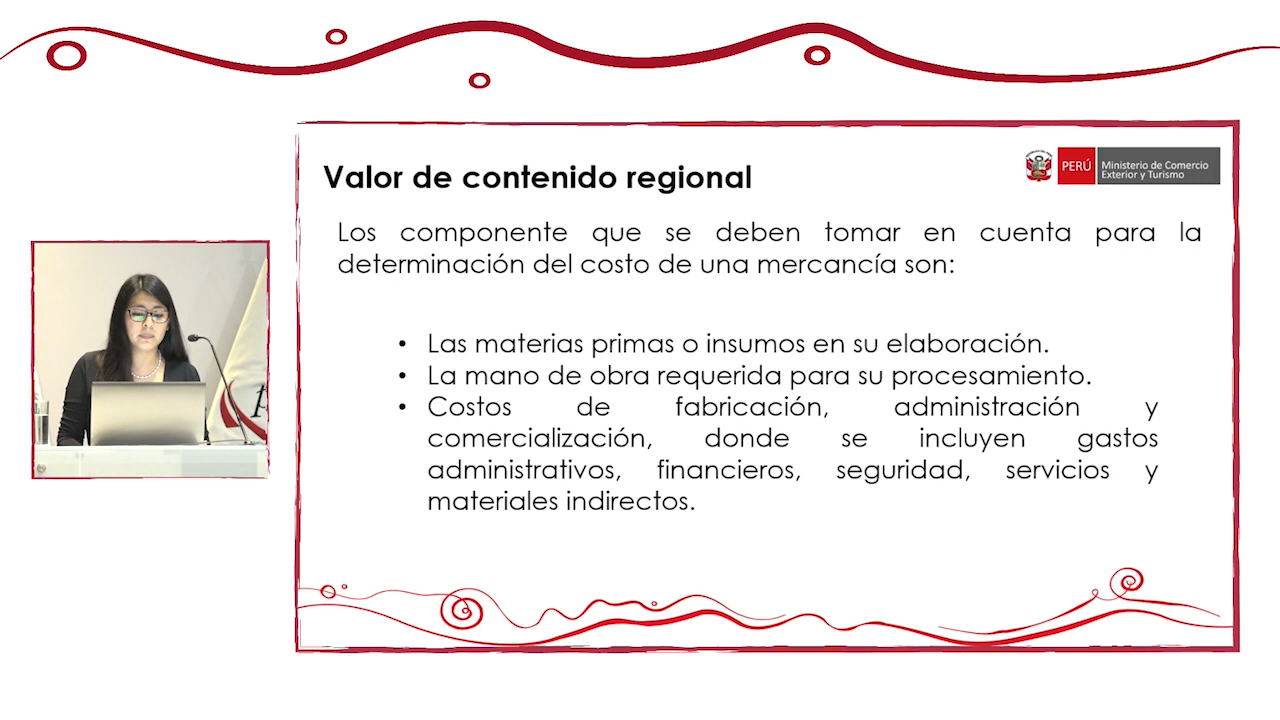 PERÚ
Ministerio de Comercio
Exterior y Turismo
Valor de contenido regional
Los componente que se deben tomar en cuenta para la
determinación del costo de una mercancía son:
• Las materias primas o insumos en su elaboración.
• La mano de obra requerida para su procesamiento.
• Costos de fabricación, administración y
comercialización, donde se incluyen gastos
administrativos, financieros, seguridad, servicios y
materiales indirectos.